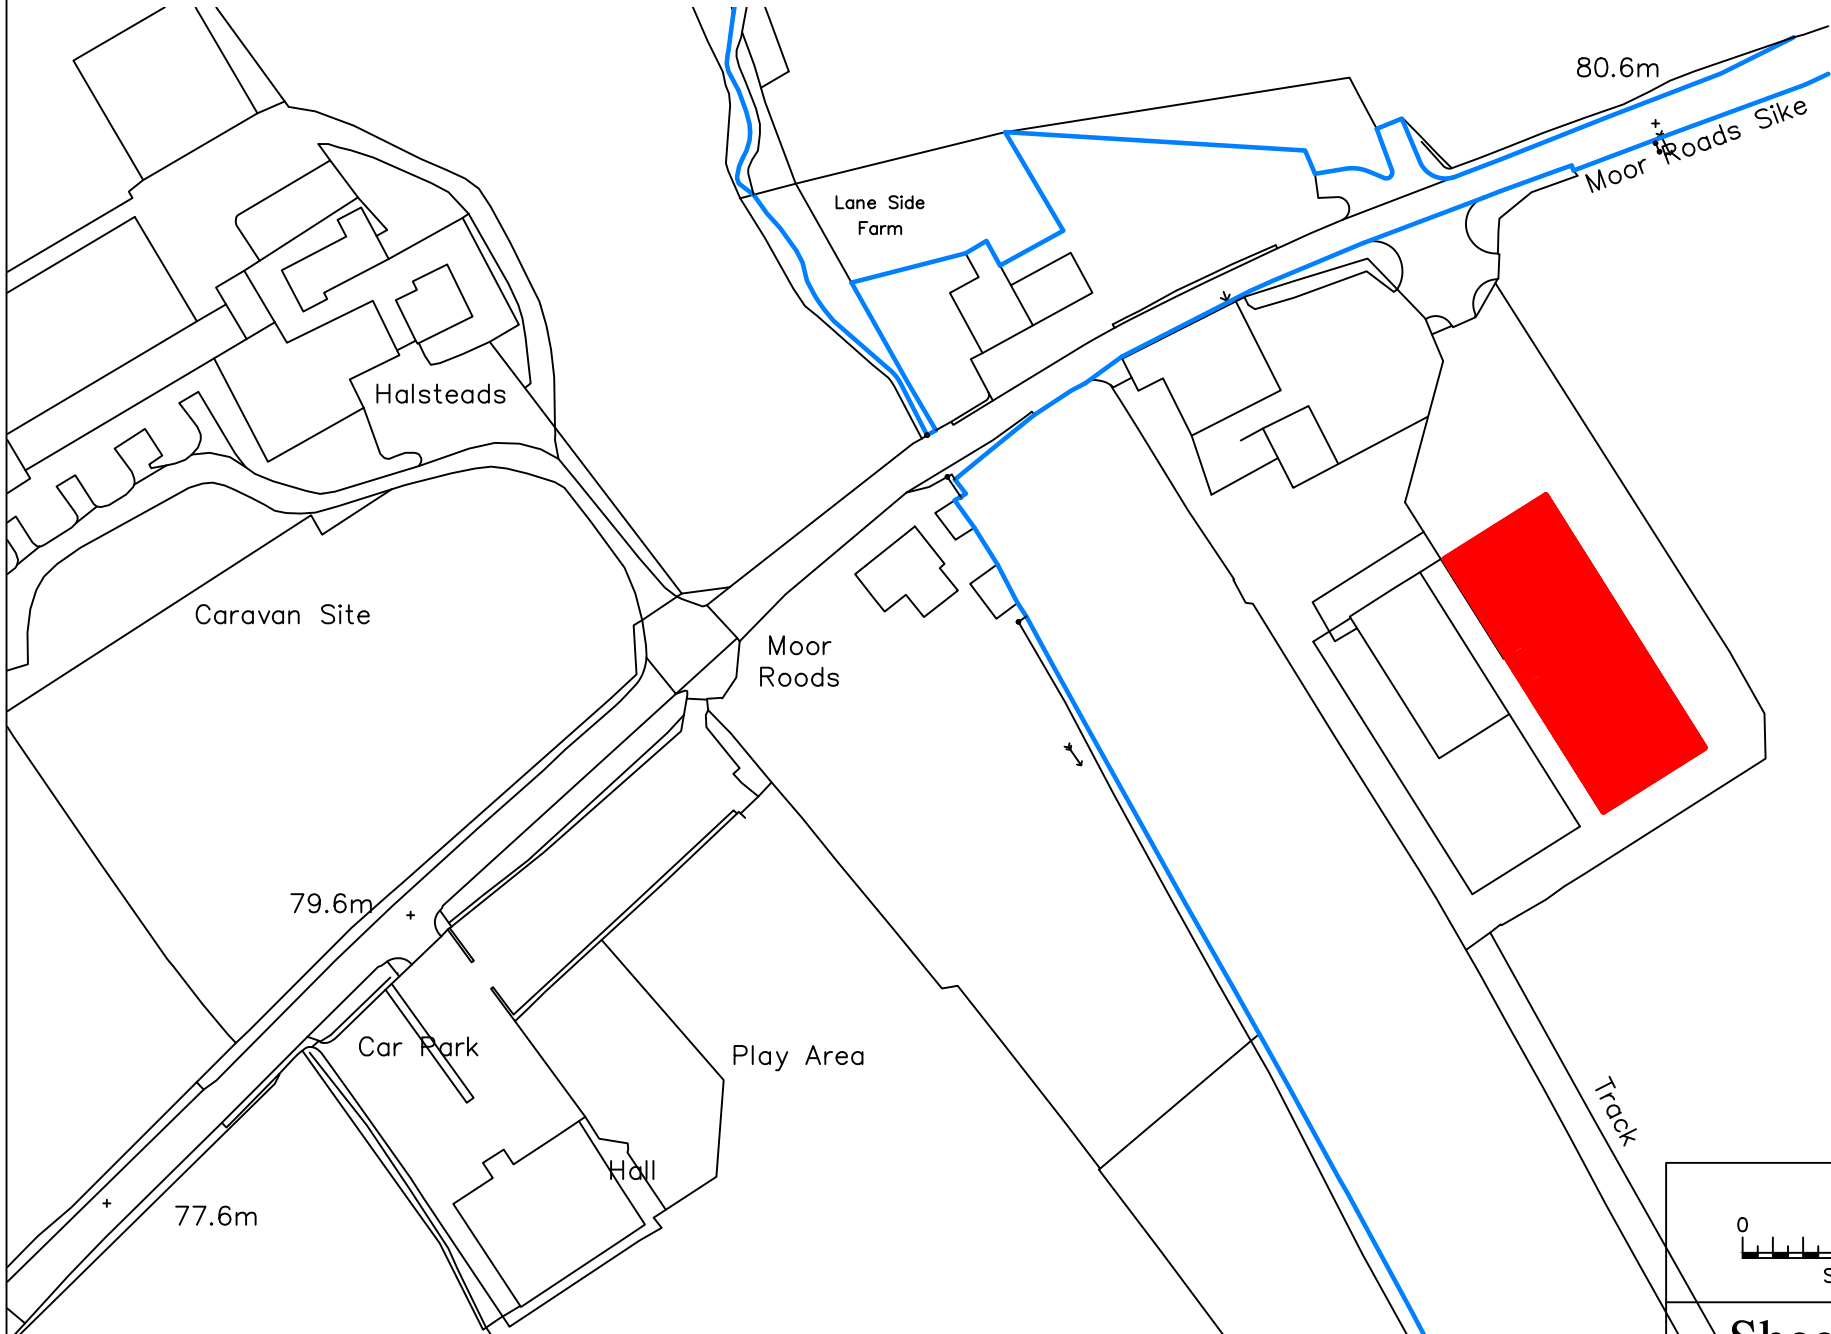 80.6m
Moor Roads Sike
Lane Side
Farm
Halsteads
Caravan Site
Moor
Roods
79.6m
Car Park
Play Area
Track
Hall
77.6m
0